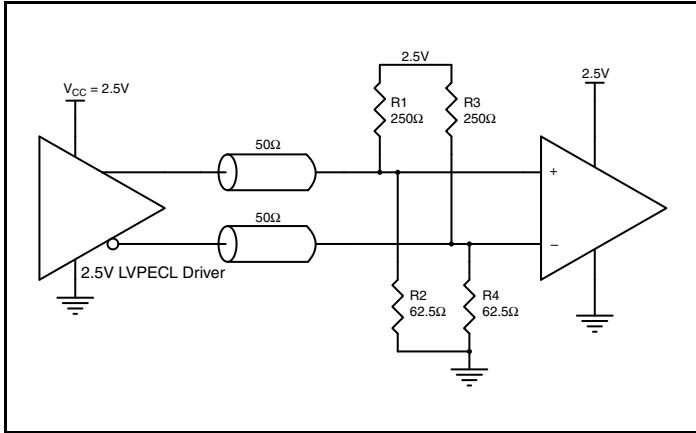 2.5V
2.5V
V_CC = 2.5V
R1
250Ω
R3
250Ω
50Ω
+
50Ω
–
2.5V LVPECL Driver
R2
62.5Ω
R4
62.5Ω